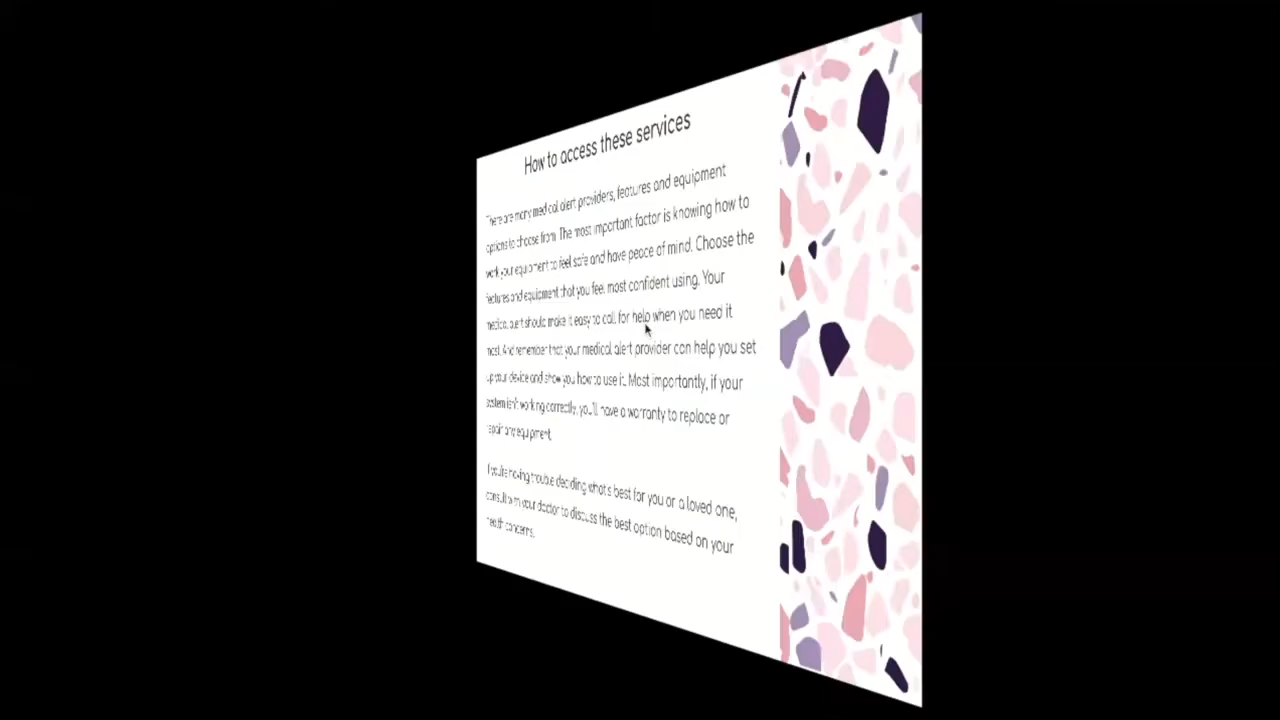 How to access these services
There are many medical alert providers, features and equipment
options to choose from. The most important factor is knowing how to
work your equipment to feel safe and have peace of mind. Choose the
features and equipment that you feel most confident using. Your
medical alert should make it easy to call for help when you need it
most. And remember that your medical alert provider can help you set
up your device and show you how to use it. Most importantly, if your
system isn't working correctly, you'll have a warranty to replace or
repair any equipment.
If you're having trouble deciding what's best for you or a loved one,
consult with your doctor to discuss the best option based on your
health concerns.